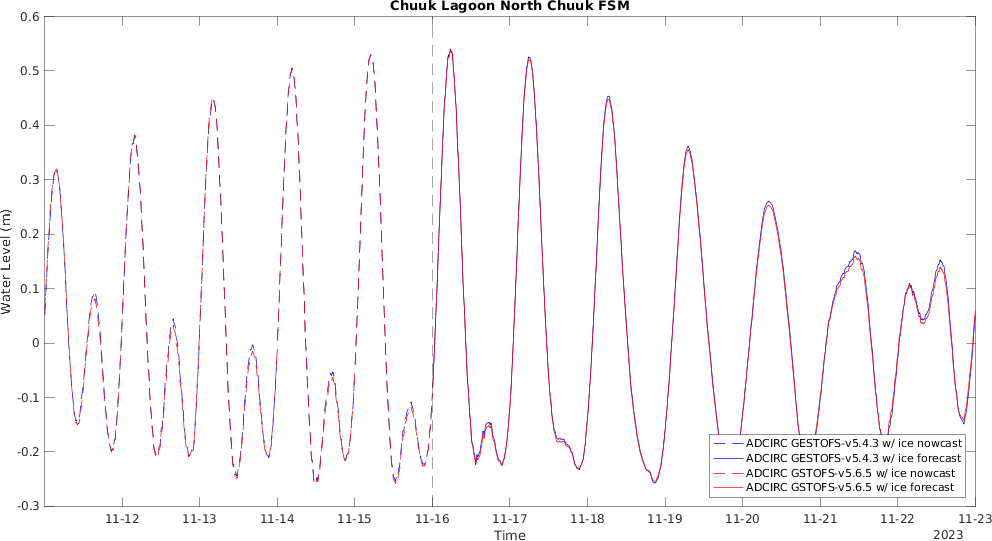 Chuuk Lagoon North Chuuk FSM
0.6
0.5
0.4
0.3
0.2
0.1
0
-0.1
-0.2
-0.3
Water Level (m)
ADCIRC GESTOFS-v5.4.3 w/ ice nowcast
ADCIRC GESTOFS-v5.4.3 w/ ice forecast
ADCIRC GSTOFS-v5.6.5 w/ ice nowcast
ADCIRC GSTOFS-v5.6.5 w/ ice forecast
11-12 11-13 11-14 11-15 11-16 11-17 11-18 11-19 11-20 11-21 11-22 11-23
Time
2023